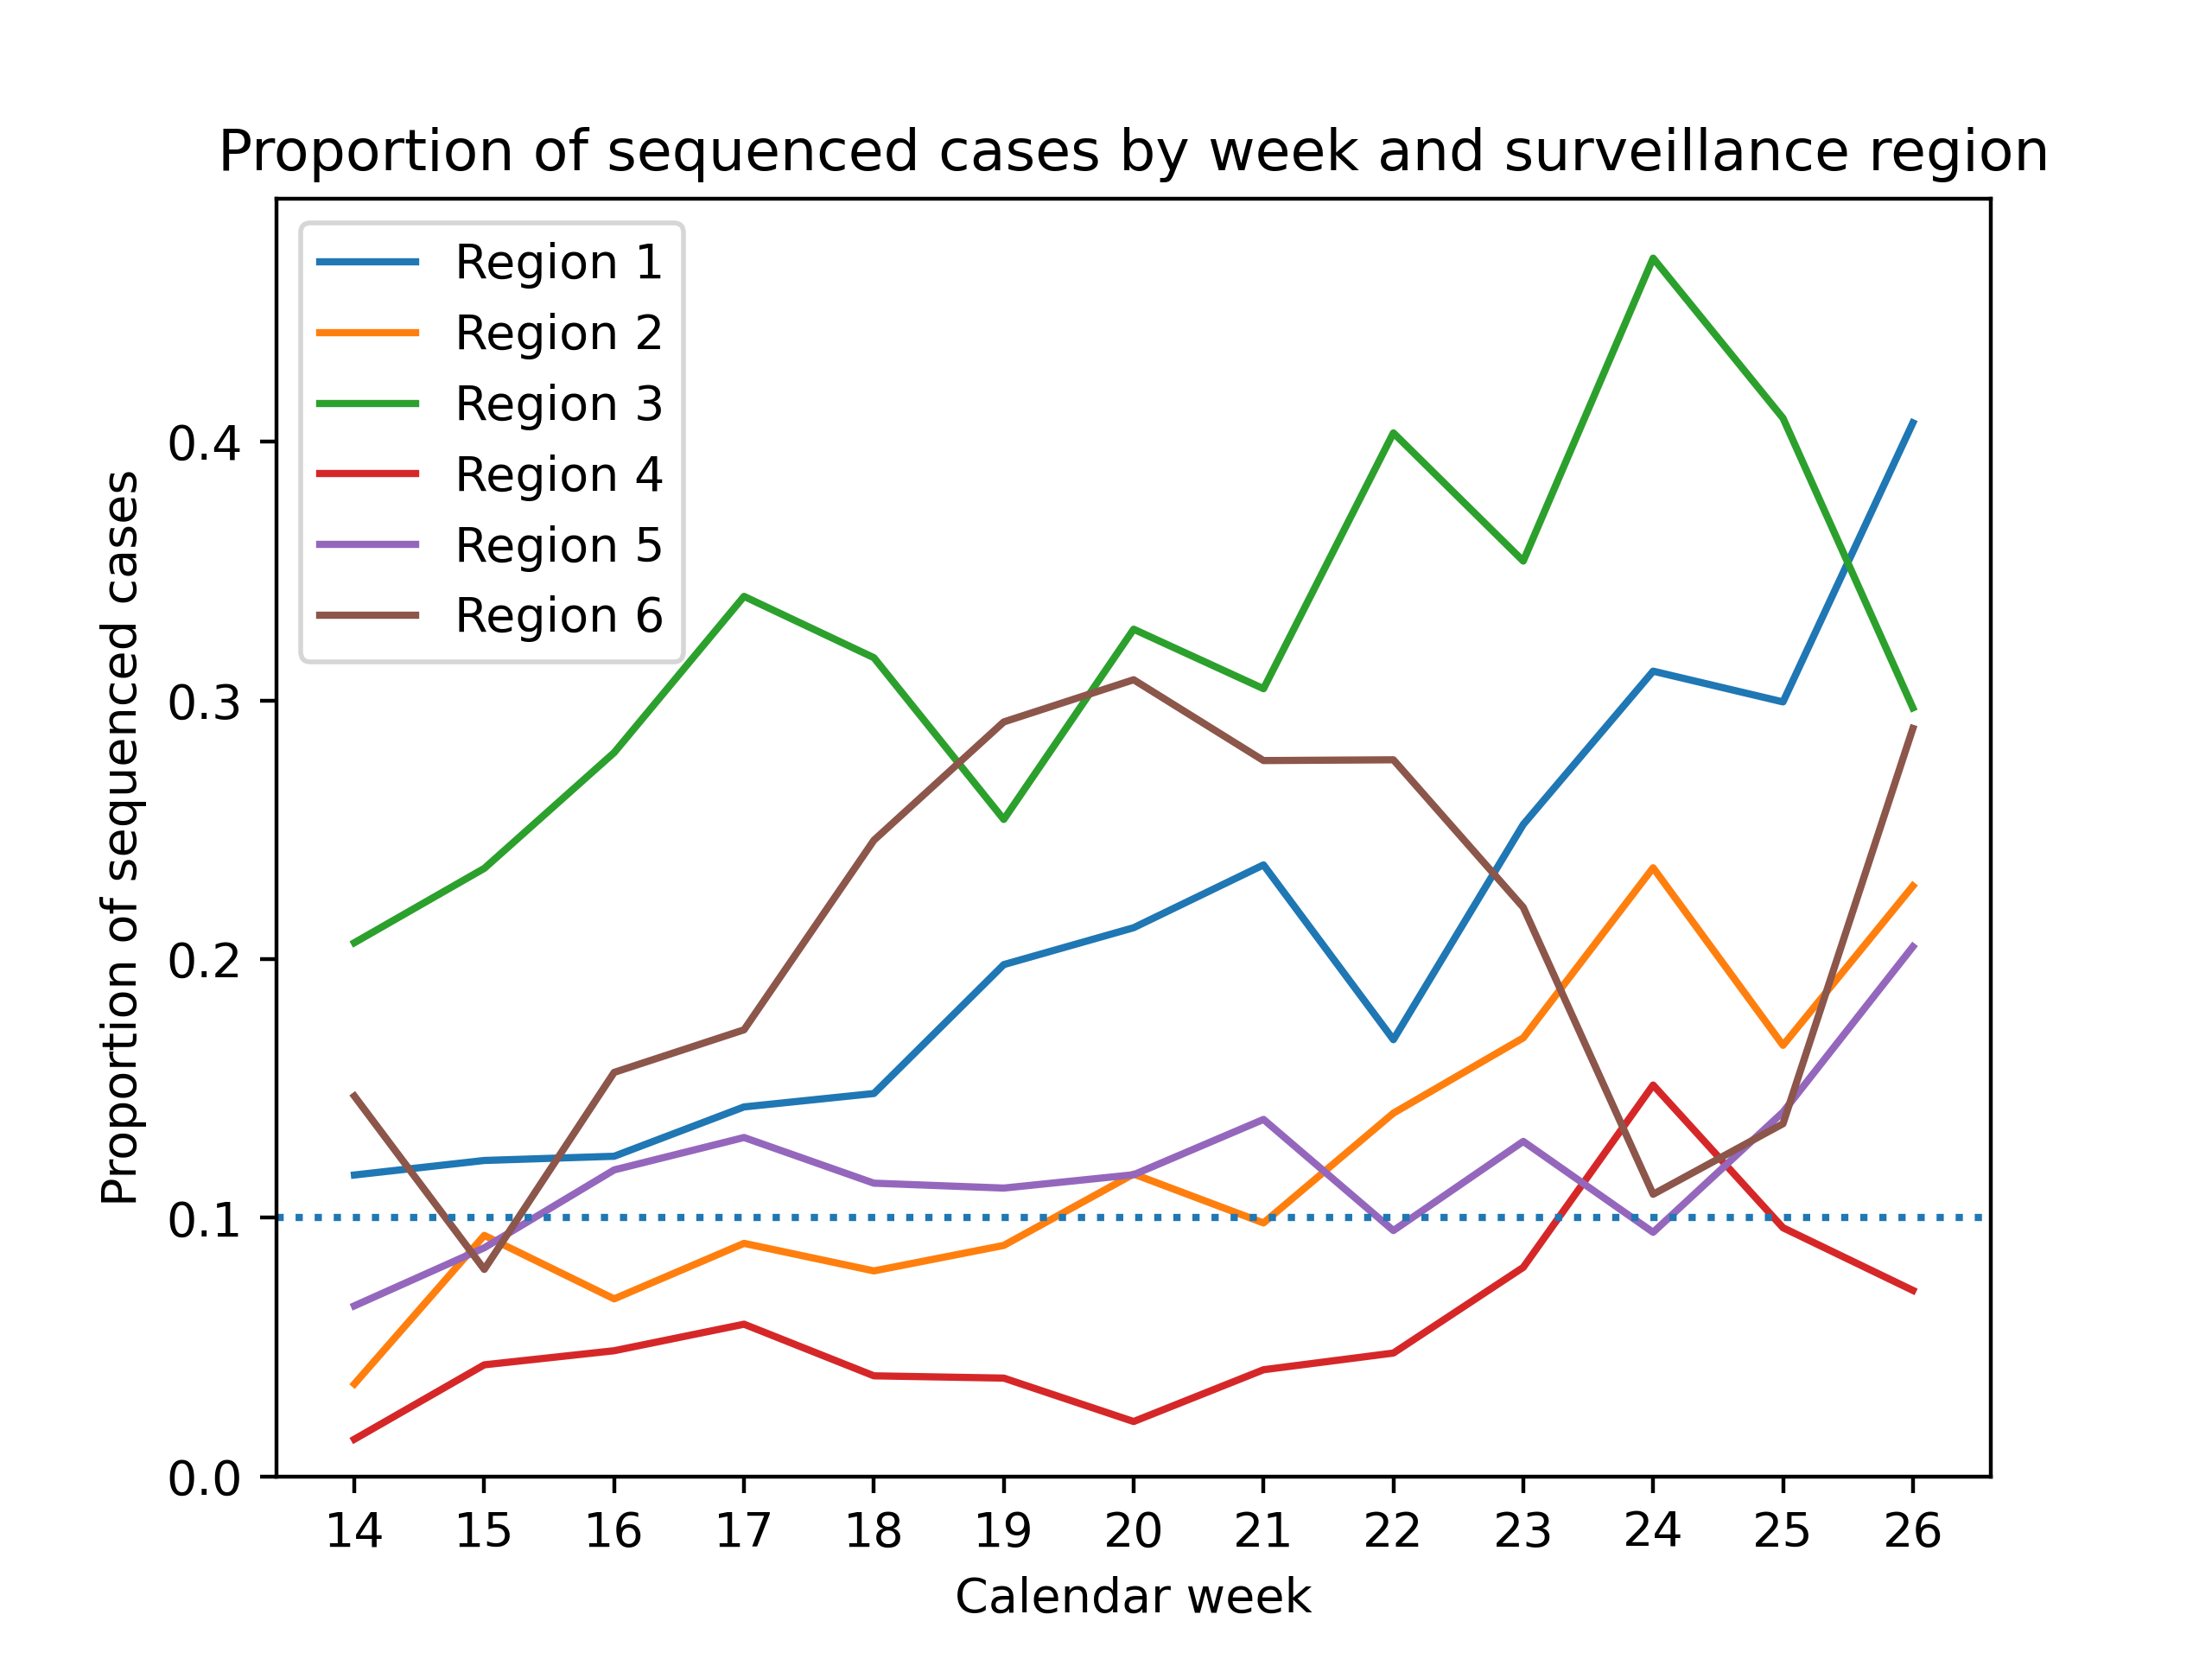 Proportion of sequenced cases by week and surveillance region
Region 1
Region 2
Region 3
Region 4
Region 5
Region 6
Proportion of sequenced cases
0.4
0.3
0.2
0.1
0.0
14 15 16 17 18 19 20 21 22 23 24 25 26
Calendar week